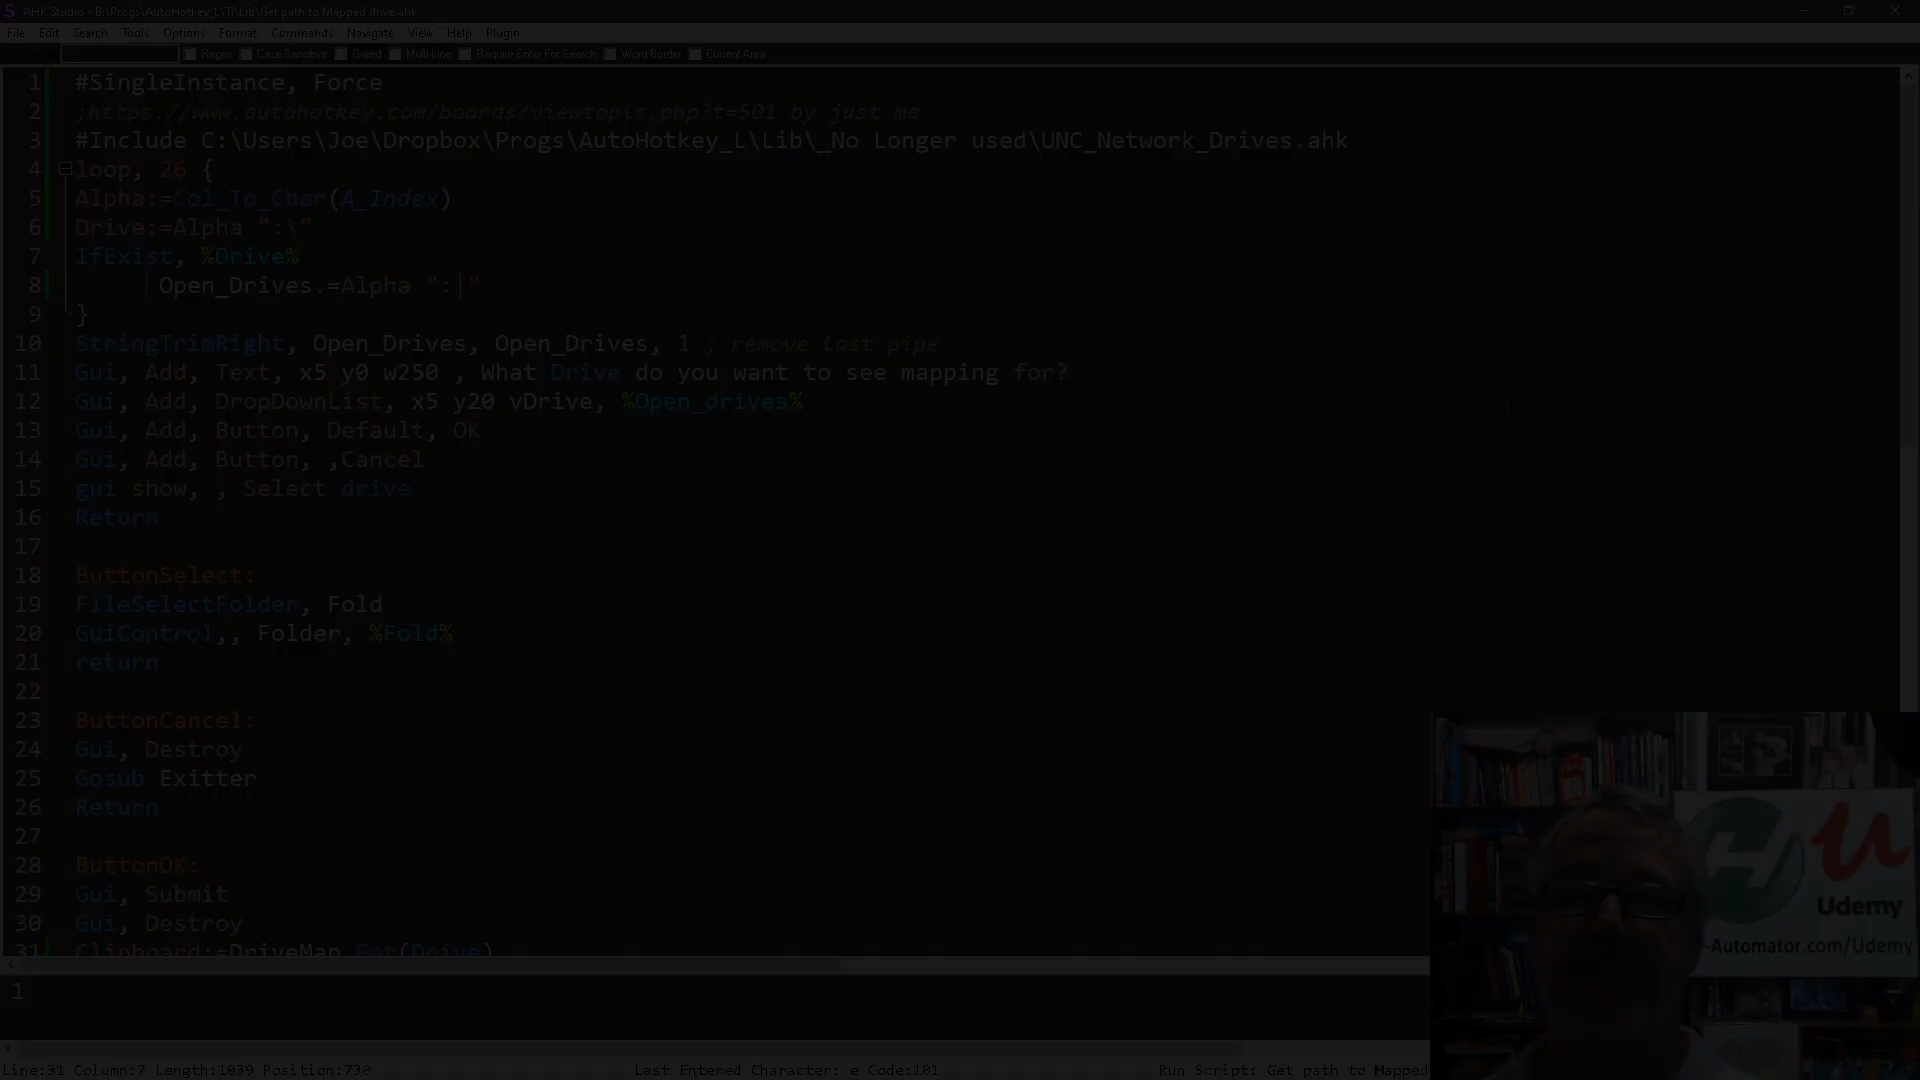 S AHK Studio - B:\Progs\AutoHotkey_L\TI\Lib\Get path to Mapped drive.ahk
File Edit Search Tools Options Format Commands Navigate View Help Plugin
Regex Case Sensitive Greed Multi-Line Require Enter For Search Word Border Current Area
1 #SingleInstance, Force
2 ;https://www.autohotkey.com/boards/viewtopic.php?t=501 by just me
3 #Include C:\Users\Joe\Dropbox\Progs\AutoHotkey_L\Lib\_No Longer used\UNC_Network_Drives.ahk
4 loop, 26 {
5 Alpha:=Col_To_Char(A_Index)
6 Drive:=Alpha ":\"
7 IfExist, %Drive%
8 Open_Drives.=Alpha ":|"
9 }
10 StringTrimRight, Open_Drives, Open_Drives, 1 ; remove last pipe
11 Gui, Add, Text, x5 y0 w250 , What Drive do you want to see mapping for?
12 Gui, Add, DropDownList, x5 y20 vDrive, %Open_drives%
13 Gui, Add, Button, Default, OK
14 Gui, Add, Button, ,Cancel
15 gui show, , Select drive
16 Return
17
18 ButtonSelect:
19 FileSelectFolder, Fold
20 GuiControl,, Folder, %Fold%
21 return
22
23 ButtonCancel:
24 Gui, Destroy
25 Gosub Exitter
26 Return
27
28 ButtonOK:
29 Gui, Submit
30 Gui, Destroy
31 Clipboard:=DriveMap_Get(Drive)
1
Line:31 Column:7 Length:1039 Position:730 Last Entered Character: e Code:101 Run Script: Get path to Mapped
Udemy
-Automator.com/Udemy